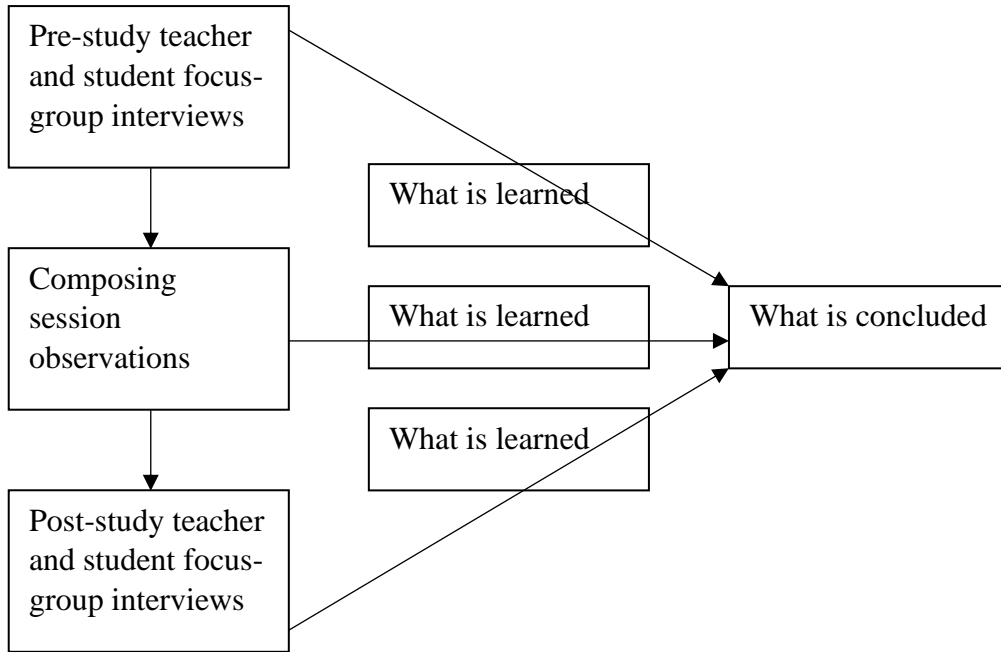 Pre-study teacher
and student focus-
group interviews
What is learned
Composing
session
observations
What is learned
What is concluded
What is learned
Post-study teacher
and student focus-
group interviews